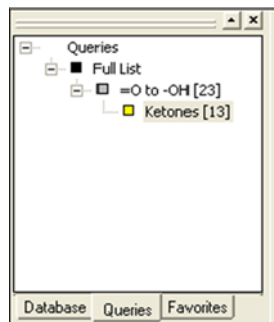 Queries
Full List
=O to -OH [23]
Ketones [13]
Database Queries Favorites